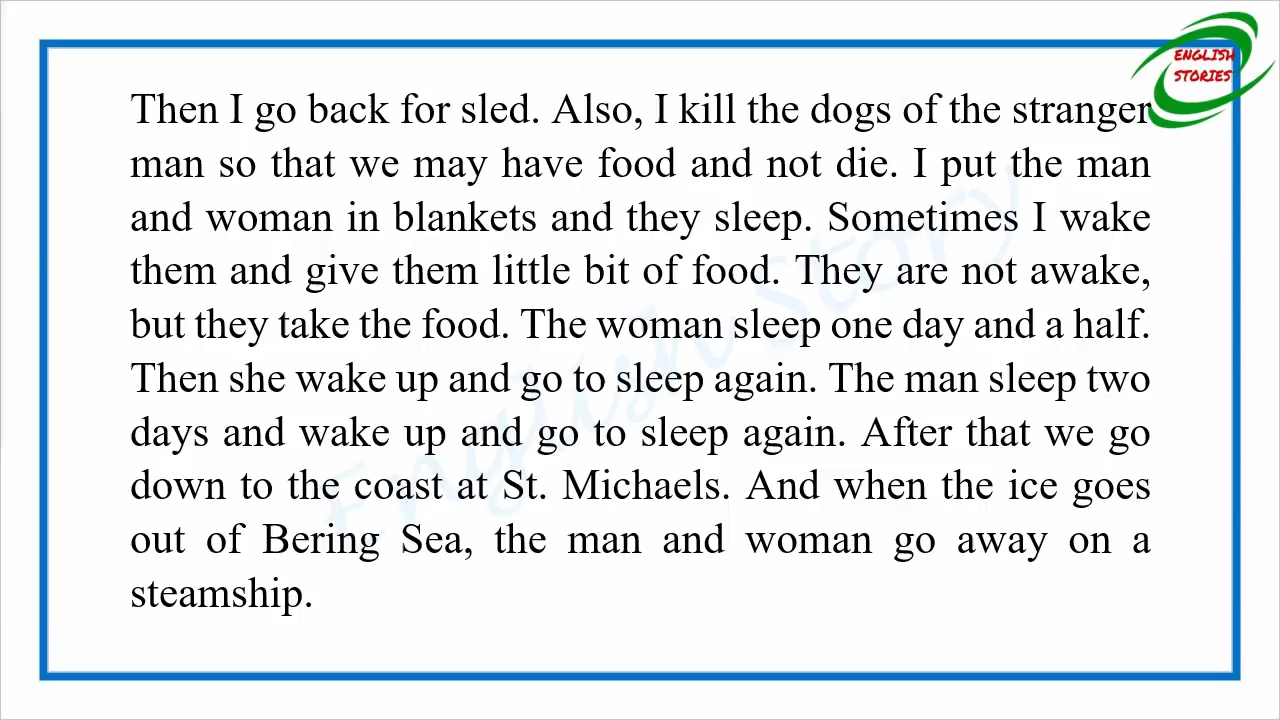 ENGLISH
STORIES
Then I go back for sled. Also, I kill the dogs of the stranger
man so that we may have food and not die. I put the man
and woman in blankets and they sleep. Sometimes I wake
them and give them little bit of food. They are not awake,
but they take the food. The woman sleep one day and a half.
Then she wake up and go to sleep again. The man sleep two
days and wake up and go to sleep again. After that we go
down to the coast at St. Michaels. And when the ice goes
out of Bering Sea, the man and woman go away on a
steamship.
English Story